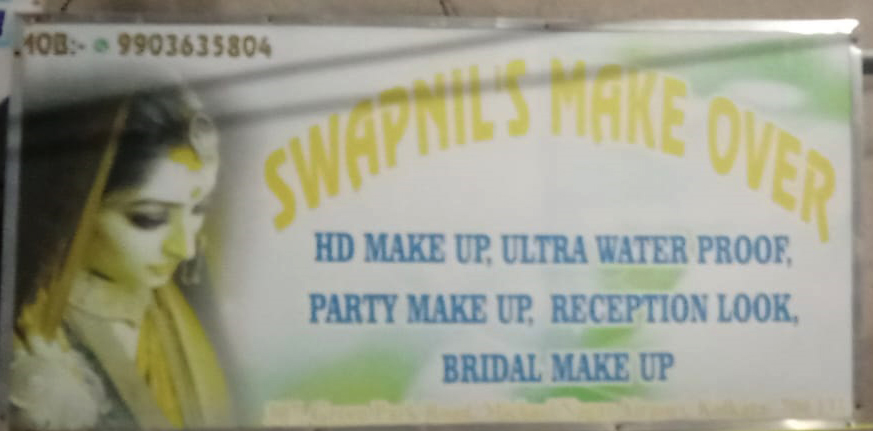 MOB:- 9903635804
SWAPNIL'S MAKE OVER
HD MAKE UP, ULTRA WATER PROOF,
PARTY MAKE UP, RECEPTION LOOK,
BRIDAL MAKE UP
Kolkata